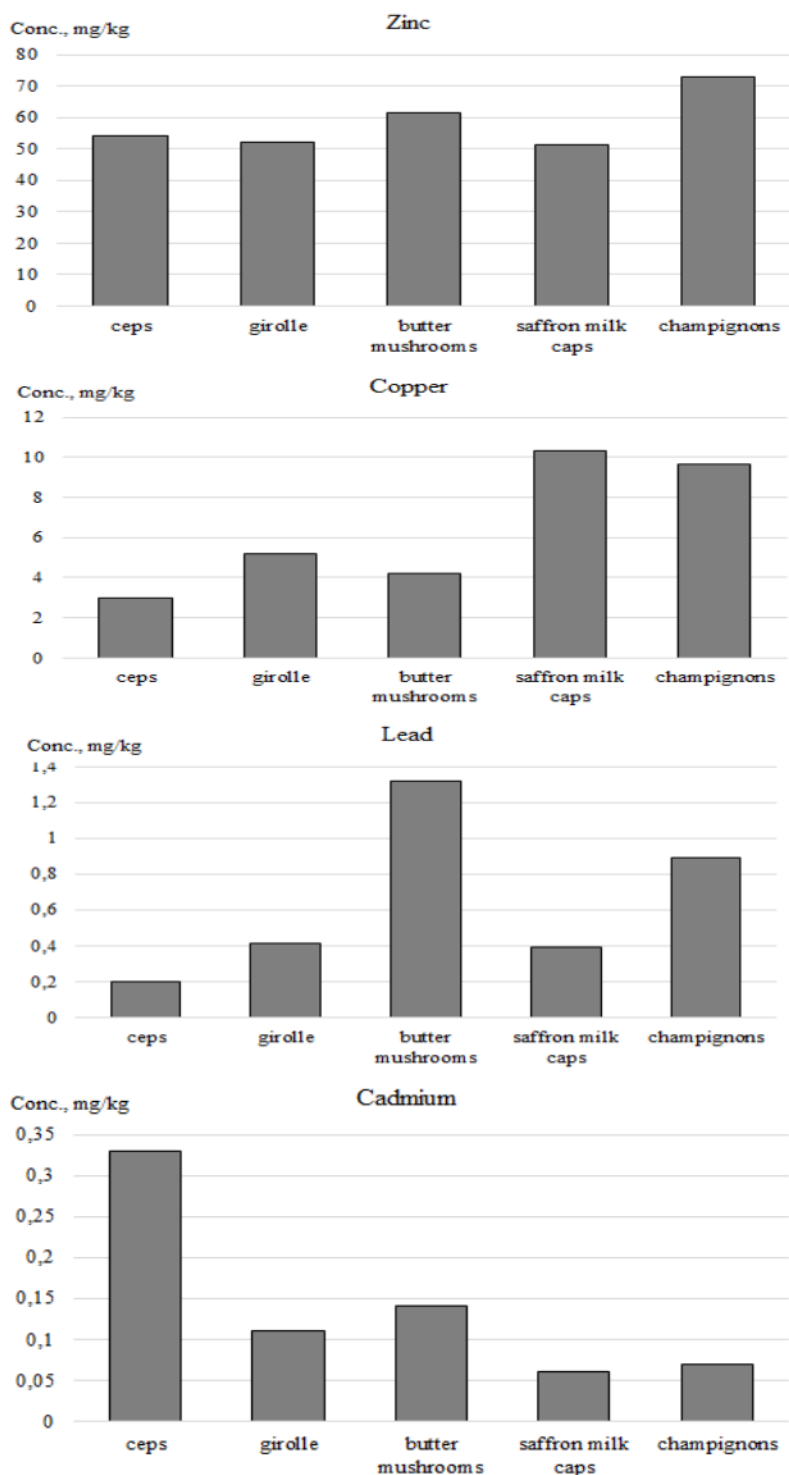 Zinc
Conc., mg/kg
80
70
60
50
40
30
20
10
0
ceps girolle butter mushrooms saffron milk caps champignons
Copper
Conc., mg/kg
12
10
8
6
4
2
0
ceps girolle butter mushrooms saffron milk caps champignons
Lead
Conc., mg/kg
1,4
1,2
1
0,8
0,6
0,4
0,2
0
ceps girolle butter mushrooms saffron milk caps champignons
Cadmium
Conc., mg/kg
0,35
0,3
0,25
0,2
0,15
0,1
0,05
0
ceps girolle butter mushrooms saffron milk caps champignons